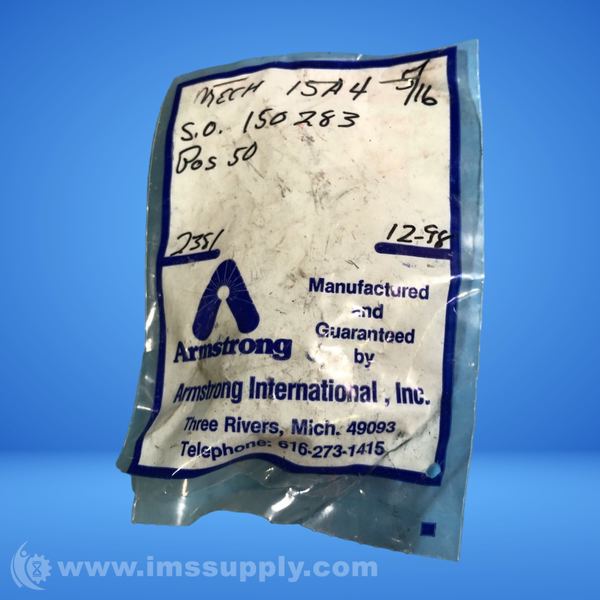 MECH 15A4 5/16
S.O. 150283
Pos 50
2351 12-98
Armstrong
Manufactured
and
Guaranteed
by
Armstrong International, Inc.
Three Rivers, Mich. 49093
Telephone: 616-273-1415
www.imssupply.com